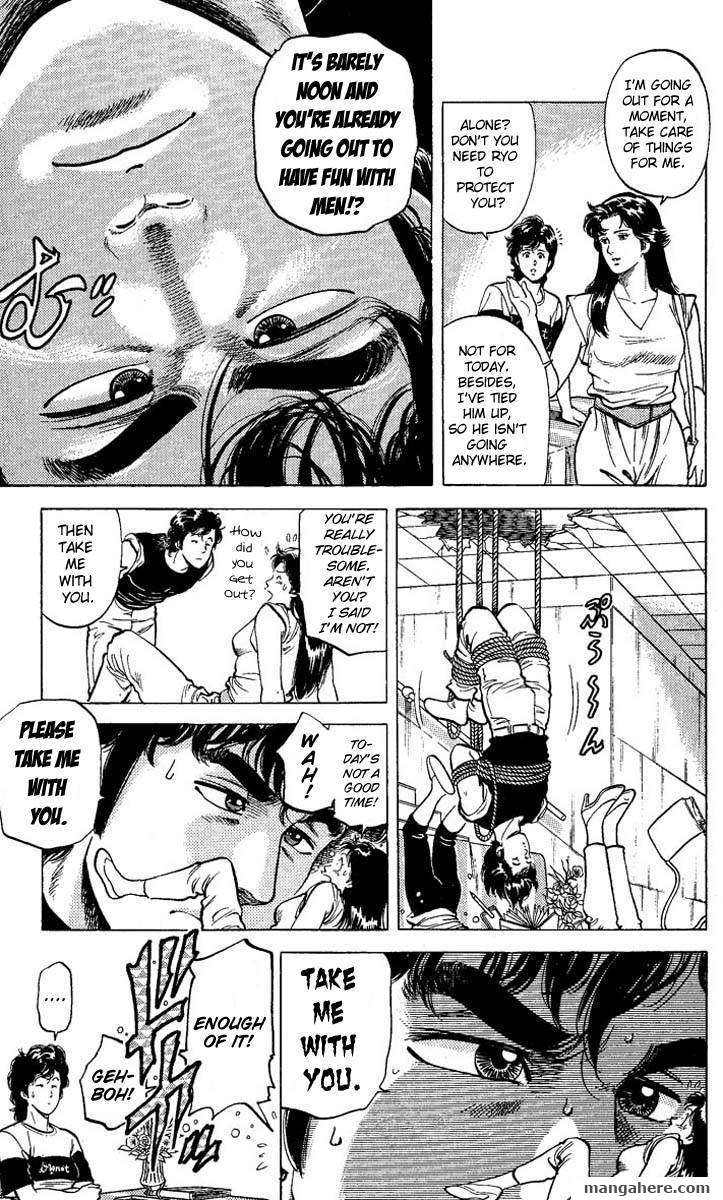 I'M GOING
OUT FOR A
MOMENT,
TAKE CARE
OF THINGS
FOR ME.
ALONE?
DON'T YOU
NEED RYO
TO
PROTECT
YOU?
NOT FOR
TODAY.
BESIDES,
I'VE TIED
HIM UP,
SO HE ISN'T
GOING
ANYWHERE.
IT'S BARELY
NOON AND
YOU'RE ALREADY
GOING OUT TO
HAVE FUN WITH
MEN!?
む…!!
ぷら～～ん
YOU'RE
REALLY
TROUBLE-
SOME.
AREN'T
YOU?
I SAID
I'M NOT!
How
did
you
get
out?
THEN
TAKE
ME
WITH
YOU.
TO-
DAY'S
NOT A
GOOD
TIME!
WAH!
PLEASE
TAKE ME
WITH
YOU.
TAKE
ME
WITH
YOU.
ENOUGH
OF IT!
GEH-
BOH!
....
mangahere.com